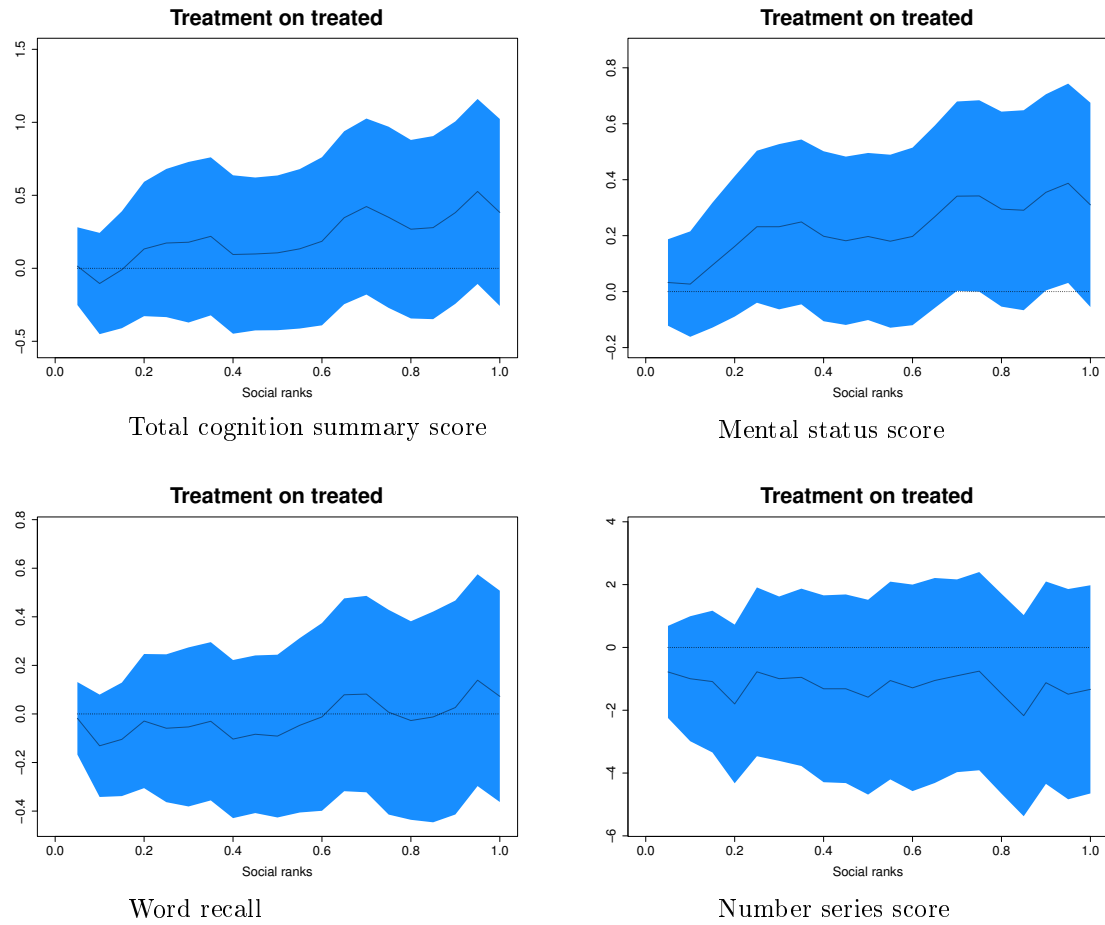 Treatment on treated
1.5
1.0
0.5
0.0
−0.5
0.0 0.2 0.4 0.6 0.8 1.0
Social ranks
Total cognition summary score
Treatment on treated
0.8
0.6
0.4
0.2
0.0
−0.2
0.0 0.2 0.4 0.6 0.8 1.0
Social ranks
Mental status score
Treatment on treated
0.8
0.6
0.4
0.2
0.0
−0.2
−0.4
0.0 0.2 0.4 0.6 0.8 1.0
Social ranks
Word recall
Treatment on treated
4
2
0
−2
−4
−6
0.0 0.2 0.4 0.6 0.8 1.0
Social ranks
Number series score